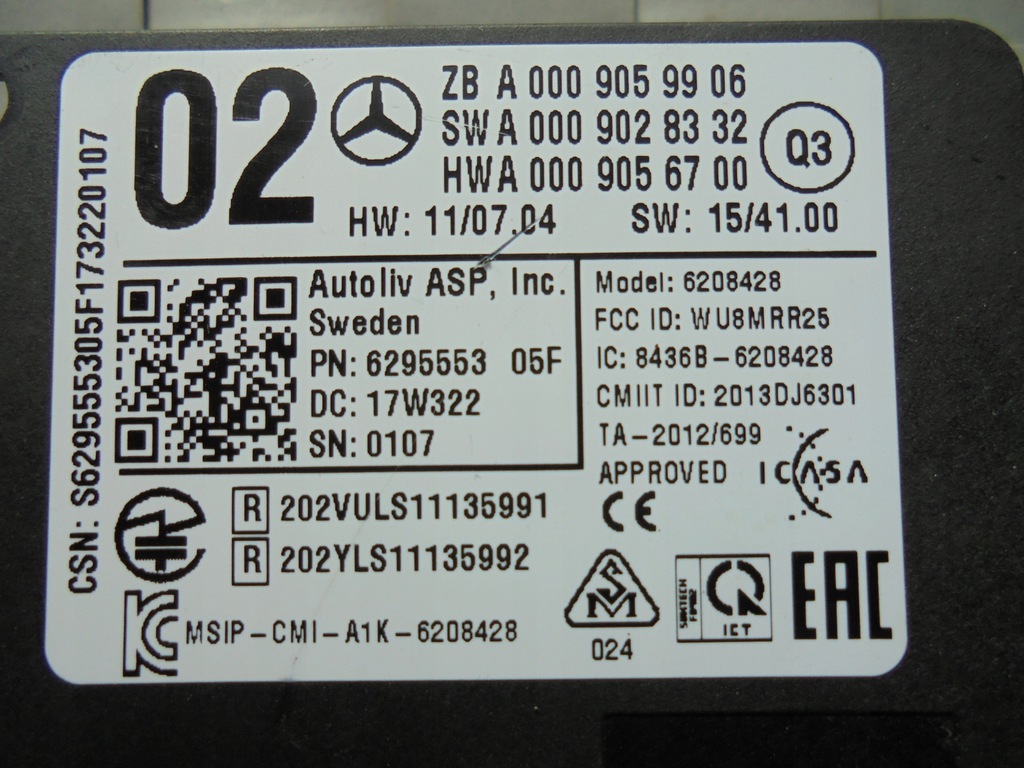 02
ZB A 000 905 99 06
SW A 000 902 83 32
HW A 000 905 67 00
Q3
HW: 11/07.04 SW: 15/41.00
CSN: S629555305F173220107
Autoliv ASP, Inc.
Sweden
PN: 6295553 05F
DC: 17W322
SN: 0107
Model: 6208428
FCC ID: WU8MRR25
IC: 8436B-6208428
CMIIT ID: 2013DJ6301
TA-2012/699
APPROVED ICASA
CE
R 202VULS11135991
R 202YLS11135992
MSIP-CMI-A1K-6208428
024
ICT
EAC